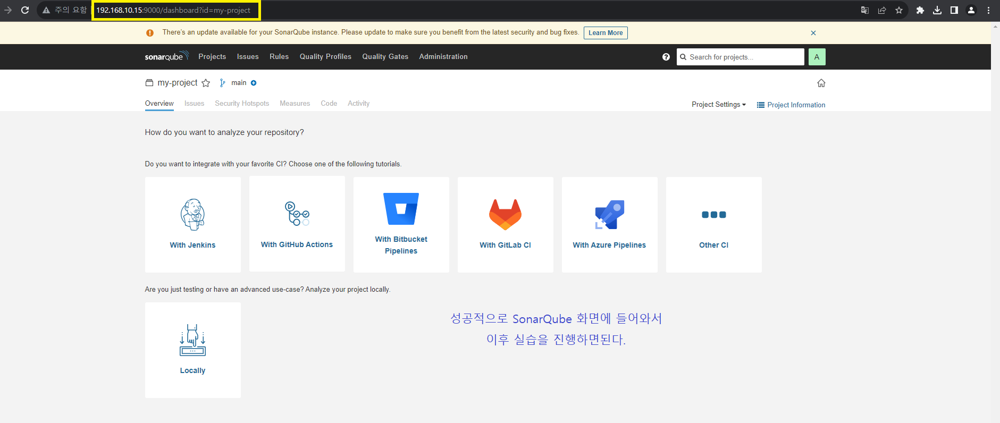 주의 요함
192.168.10.15:9000/dashboard?id=my-project
There's an update available for your SonarQube instance. Please update to make sure you benefit from the latest security and bug fixes. Learn More
sonarqube Projects Issues Rules Quality Profiles Quality Gates Administration
Search for projects...
A
my-project main
Overview Issues Security Hotspots Measures Code Activity
Project Settings Project Information
How do you want to analyze your repository?
Do you want to integrate with your favorite CI? Choose one of the following tutorials.
With Jenkins
With GitHub Actions
With Bitbucket
Pipelines
With GitLab CI
With Azure Pipelines
Other CI
Are you just testing or have an advanced use-case? Analyze your project locally.
Locally
성공적으로 SonarQube 화면에 들어와서
이후 실습을 진행하면된다.